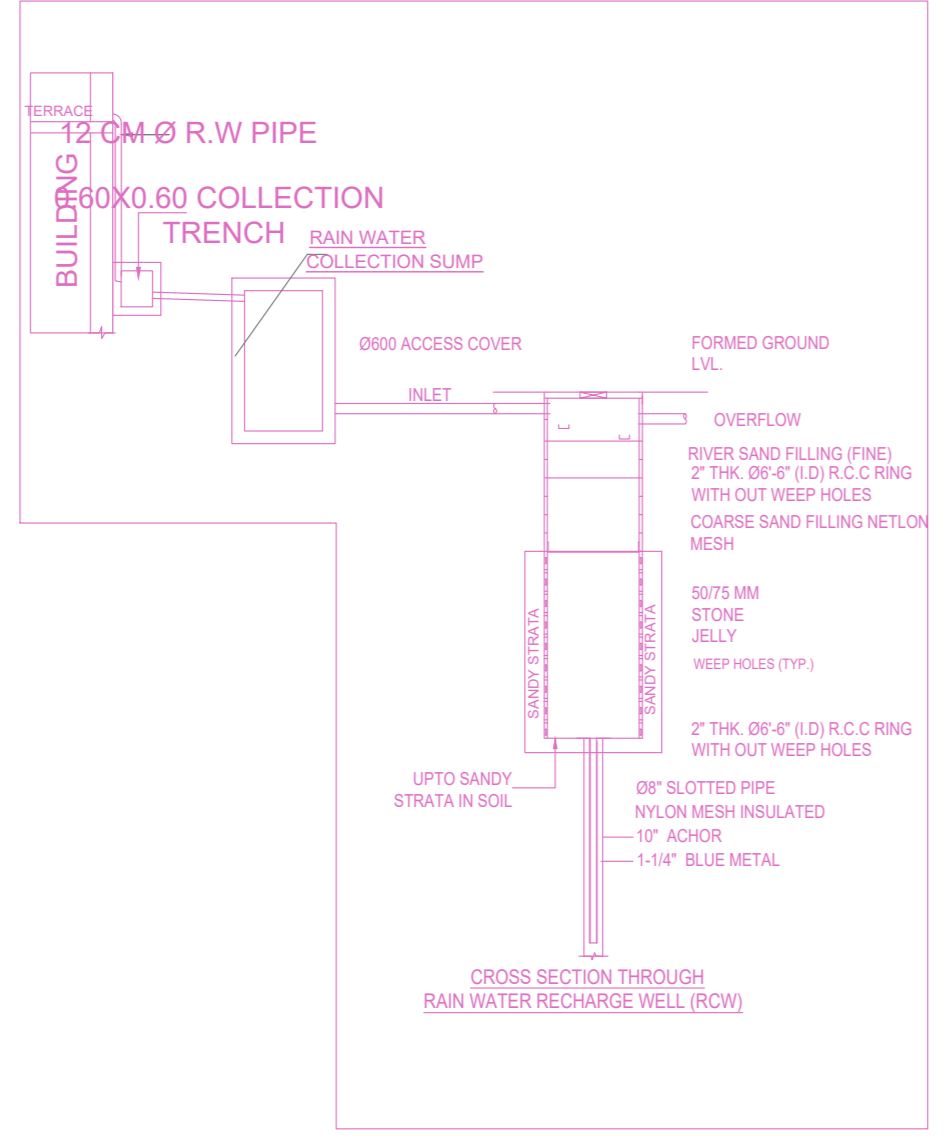 TERRACE
12 CM Ø R.W PIPE
BUILDING
0.60X0.60 COLLECTION
TRENCH
RAIN WATER
COLLECTION SUMP
Ø600 ACCESS COVER
FORMED GROUND
LVL.
INLET
OVERFLOW
RIVER SAND FILLING (FINE)
2" THK. Ø6'-6" (I.D) R.C.C RING
WITH OUT WEEP HOLES
COARSE SAND FILLING NETLON
MESH
50/75 MM
STONE
JELLY
SANDY STRATA
SANDY STRATA
WEEP HOLES (TYP.)
2" THK. Ø6'-6" (I.D) R.C.C RING
WITH OUT WEEP HOLES
UPTO SANDY
STRATA IN SOIL
Ø8" SLOTTED PIPE
NYLON MESH INSULATED
10" ACHOR
1-1/4" BLUE METAL
CROSS SECTION THROUGH
RAIN WATER RECHARGE WELL (RCW)